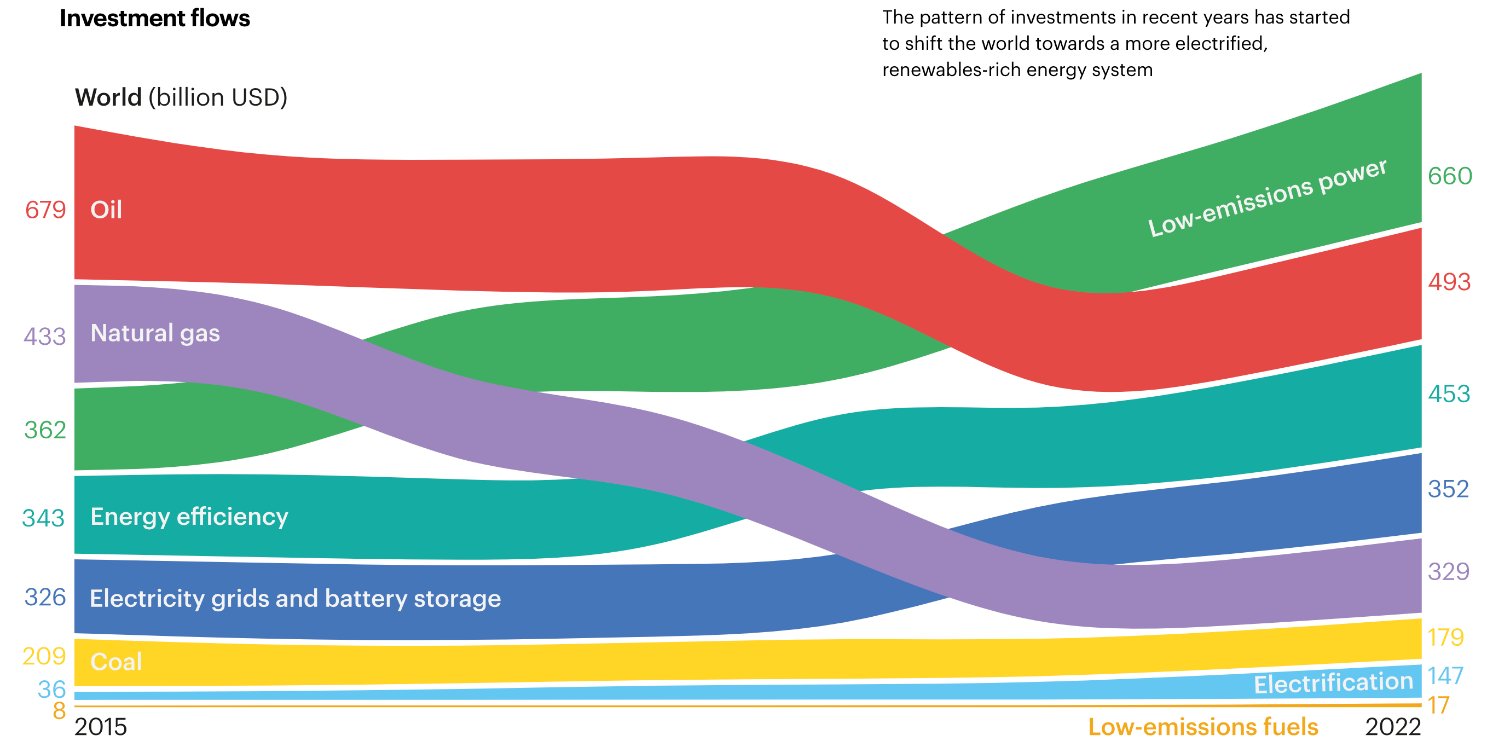 Investment flows
The pattern of investments in recent years has started
to shift the world towards a more electrified,
renewables-rich energy system
World (billion USD)
679
Oil
433
Natural gas
362
343
Energy efficiency
326
Electricity grids and battery storage
209
Coal
36
8
2015
Low-emissions power
660
493
453
352
329
179
Electrification
147
17
Low-emissions fuels
2022